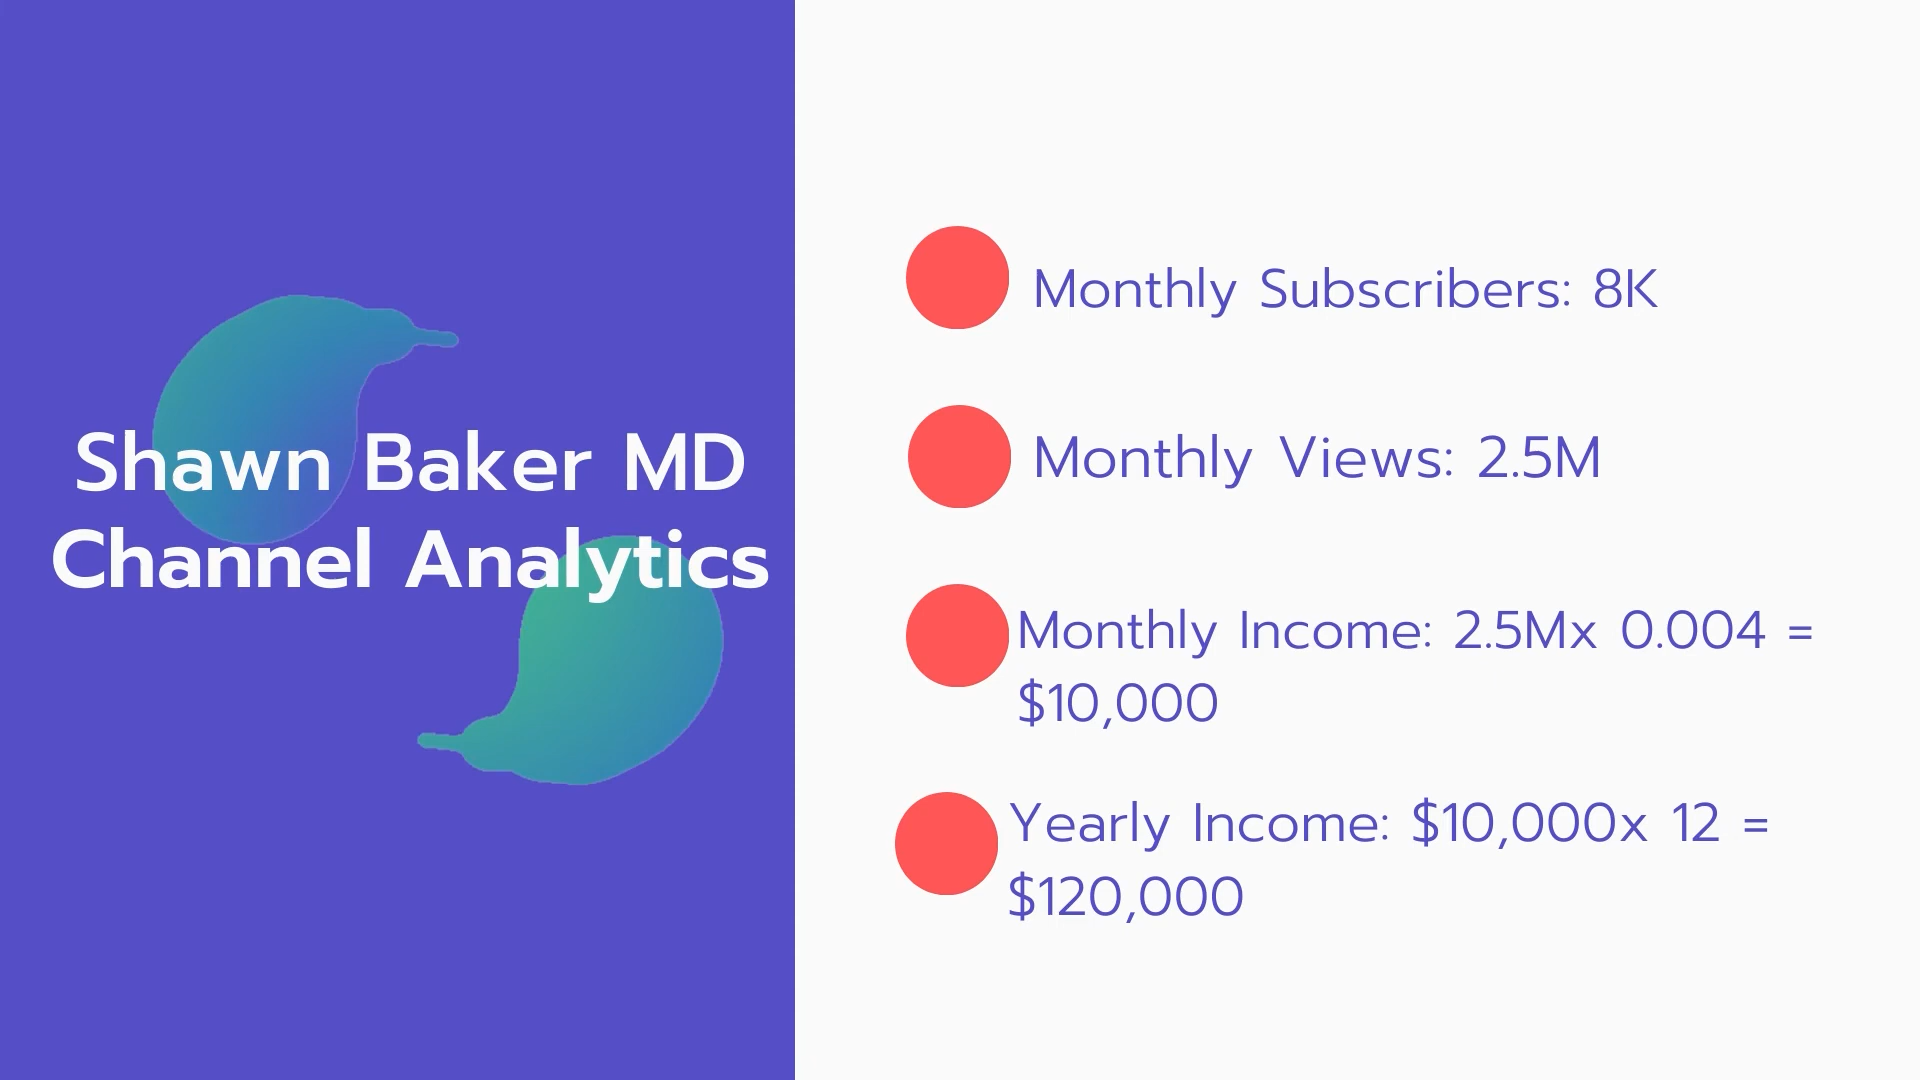 Shawn Baker MD
Channel Analytics
Monthly Subscribers: 8K
Monthly Views: 2.5M
Monthly Income: 2.5Mx 0.004 =
$10,000
Yearly Income: $10,000x 12 =
$120,000